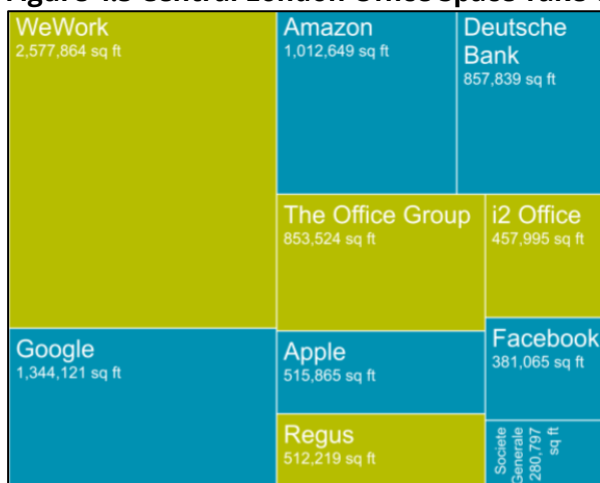 WeWork
2,577,864 sq ft
Amazon
1,012,649 sq ft
Deutsche
Bank
857,839 sq ft
The Office Group
853,524 sq ft
i2 Office
457,995 sq ft
Google
1,344,121 sq ft
Apple
515,865 sq ft
Facebook
381,065 sq ft
Regus
512,219 sq ft
Societe
Generale
280,797
sq ft